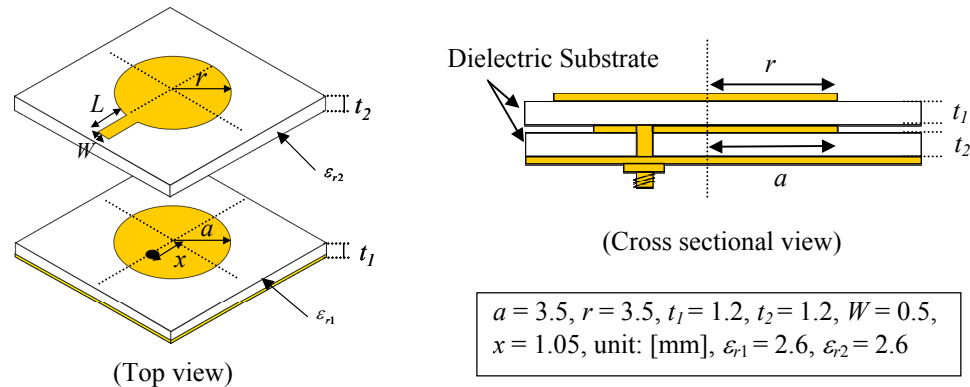 r
L
W
t₂
εr2
a
x
t₁
εr1
(Top view)
Dielectric Substrate
r
t₁
t₂
a
(Cross sectional view)
a = 3.5, r = 3.5, t₁ = 1.2, t₂ = 1.2, W = 0.5,
x = 1.05, unit: [mm], εr1 = 2.6, εr2 = 2.6